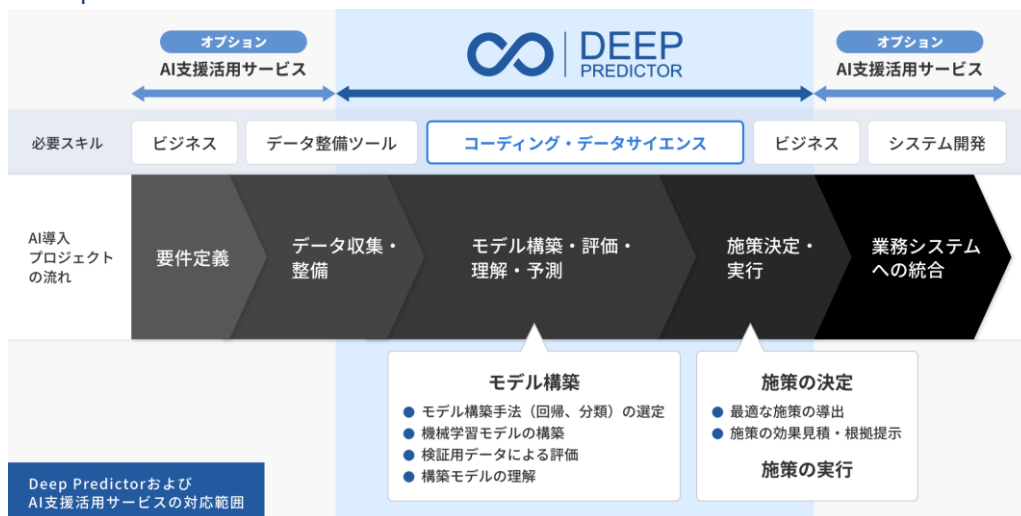 オプション
AI支援活用サービス
DEEP
PREDICTOR
オプション
AI支援活用サービス
必要スキル
ビジネス
データ整備ツール
コーディング・データサイエンス
ビジネス
システム開発
AI導入
プロジェクト
の流れ
要件定義
データ収集・
整備
モデル構築・評価・
理解・予測
施策決定・
実行
業務システム
への統合
モデル構築
モデル構築手法（回帰、分類）の選定
機械学習モデルの構築
検証用データによる評価
構築モデルの理解
施策の決定
最適な施策の導出
施策の効果見積・根拠提示
施策の実行
Deep Predictorおよび
AI支援活用サービスの対応範囲